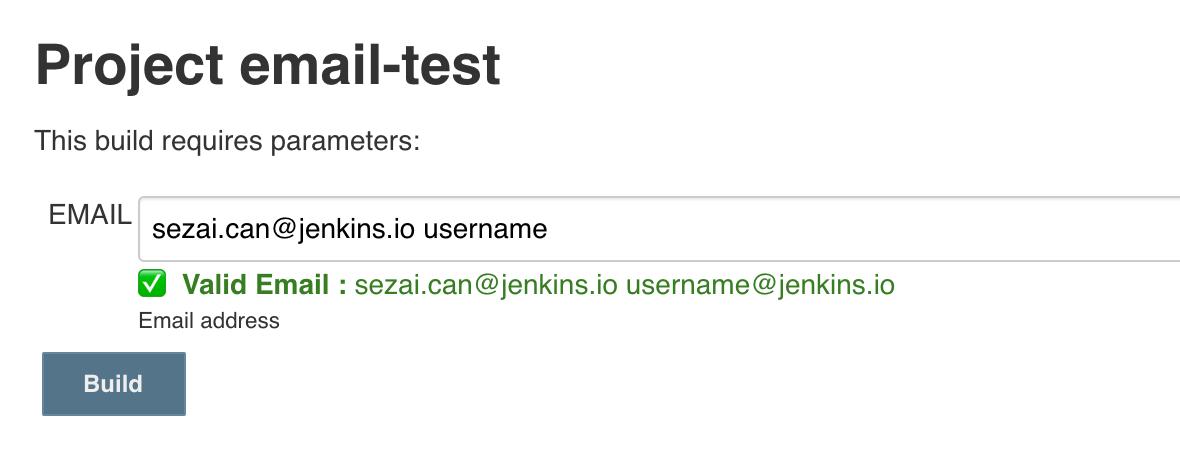 Project email-test
This build requires parameters:
EMAIL sezai.can@jenkins.io username
Valid Email : sezai.can@jenkins.io username@jenkins.io
Email address
Build